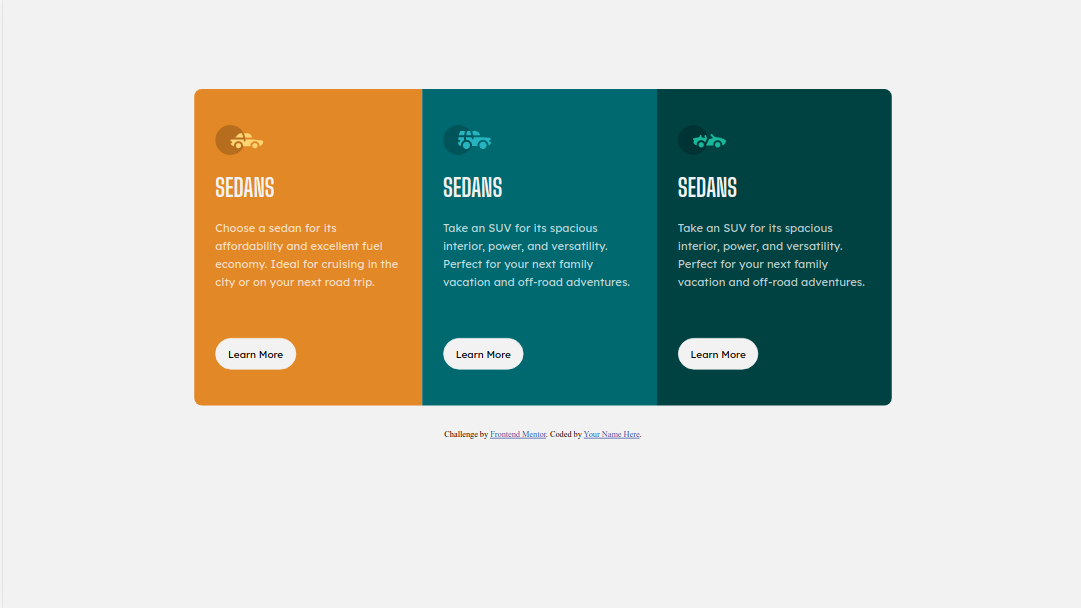 SEDANS
Choose a sedan for its
affordability and excellent fuel
economy. Ideal for cruising in the
city or on your next road trip.
Learn More
SEDANS
Take an SUV for its spacious
interior, power, and versatility.
Perfect for your next family
vacation and off-road adventures.
Learn More
SEDANS
Take an SUV for its spacious
interior, power, and versatility.
Perfect for your next family
vacation and off-road adventures.
Learn More
Challenge by Frontend Mentor. Coded by Your Name Here.